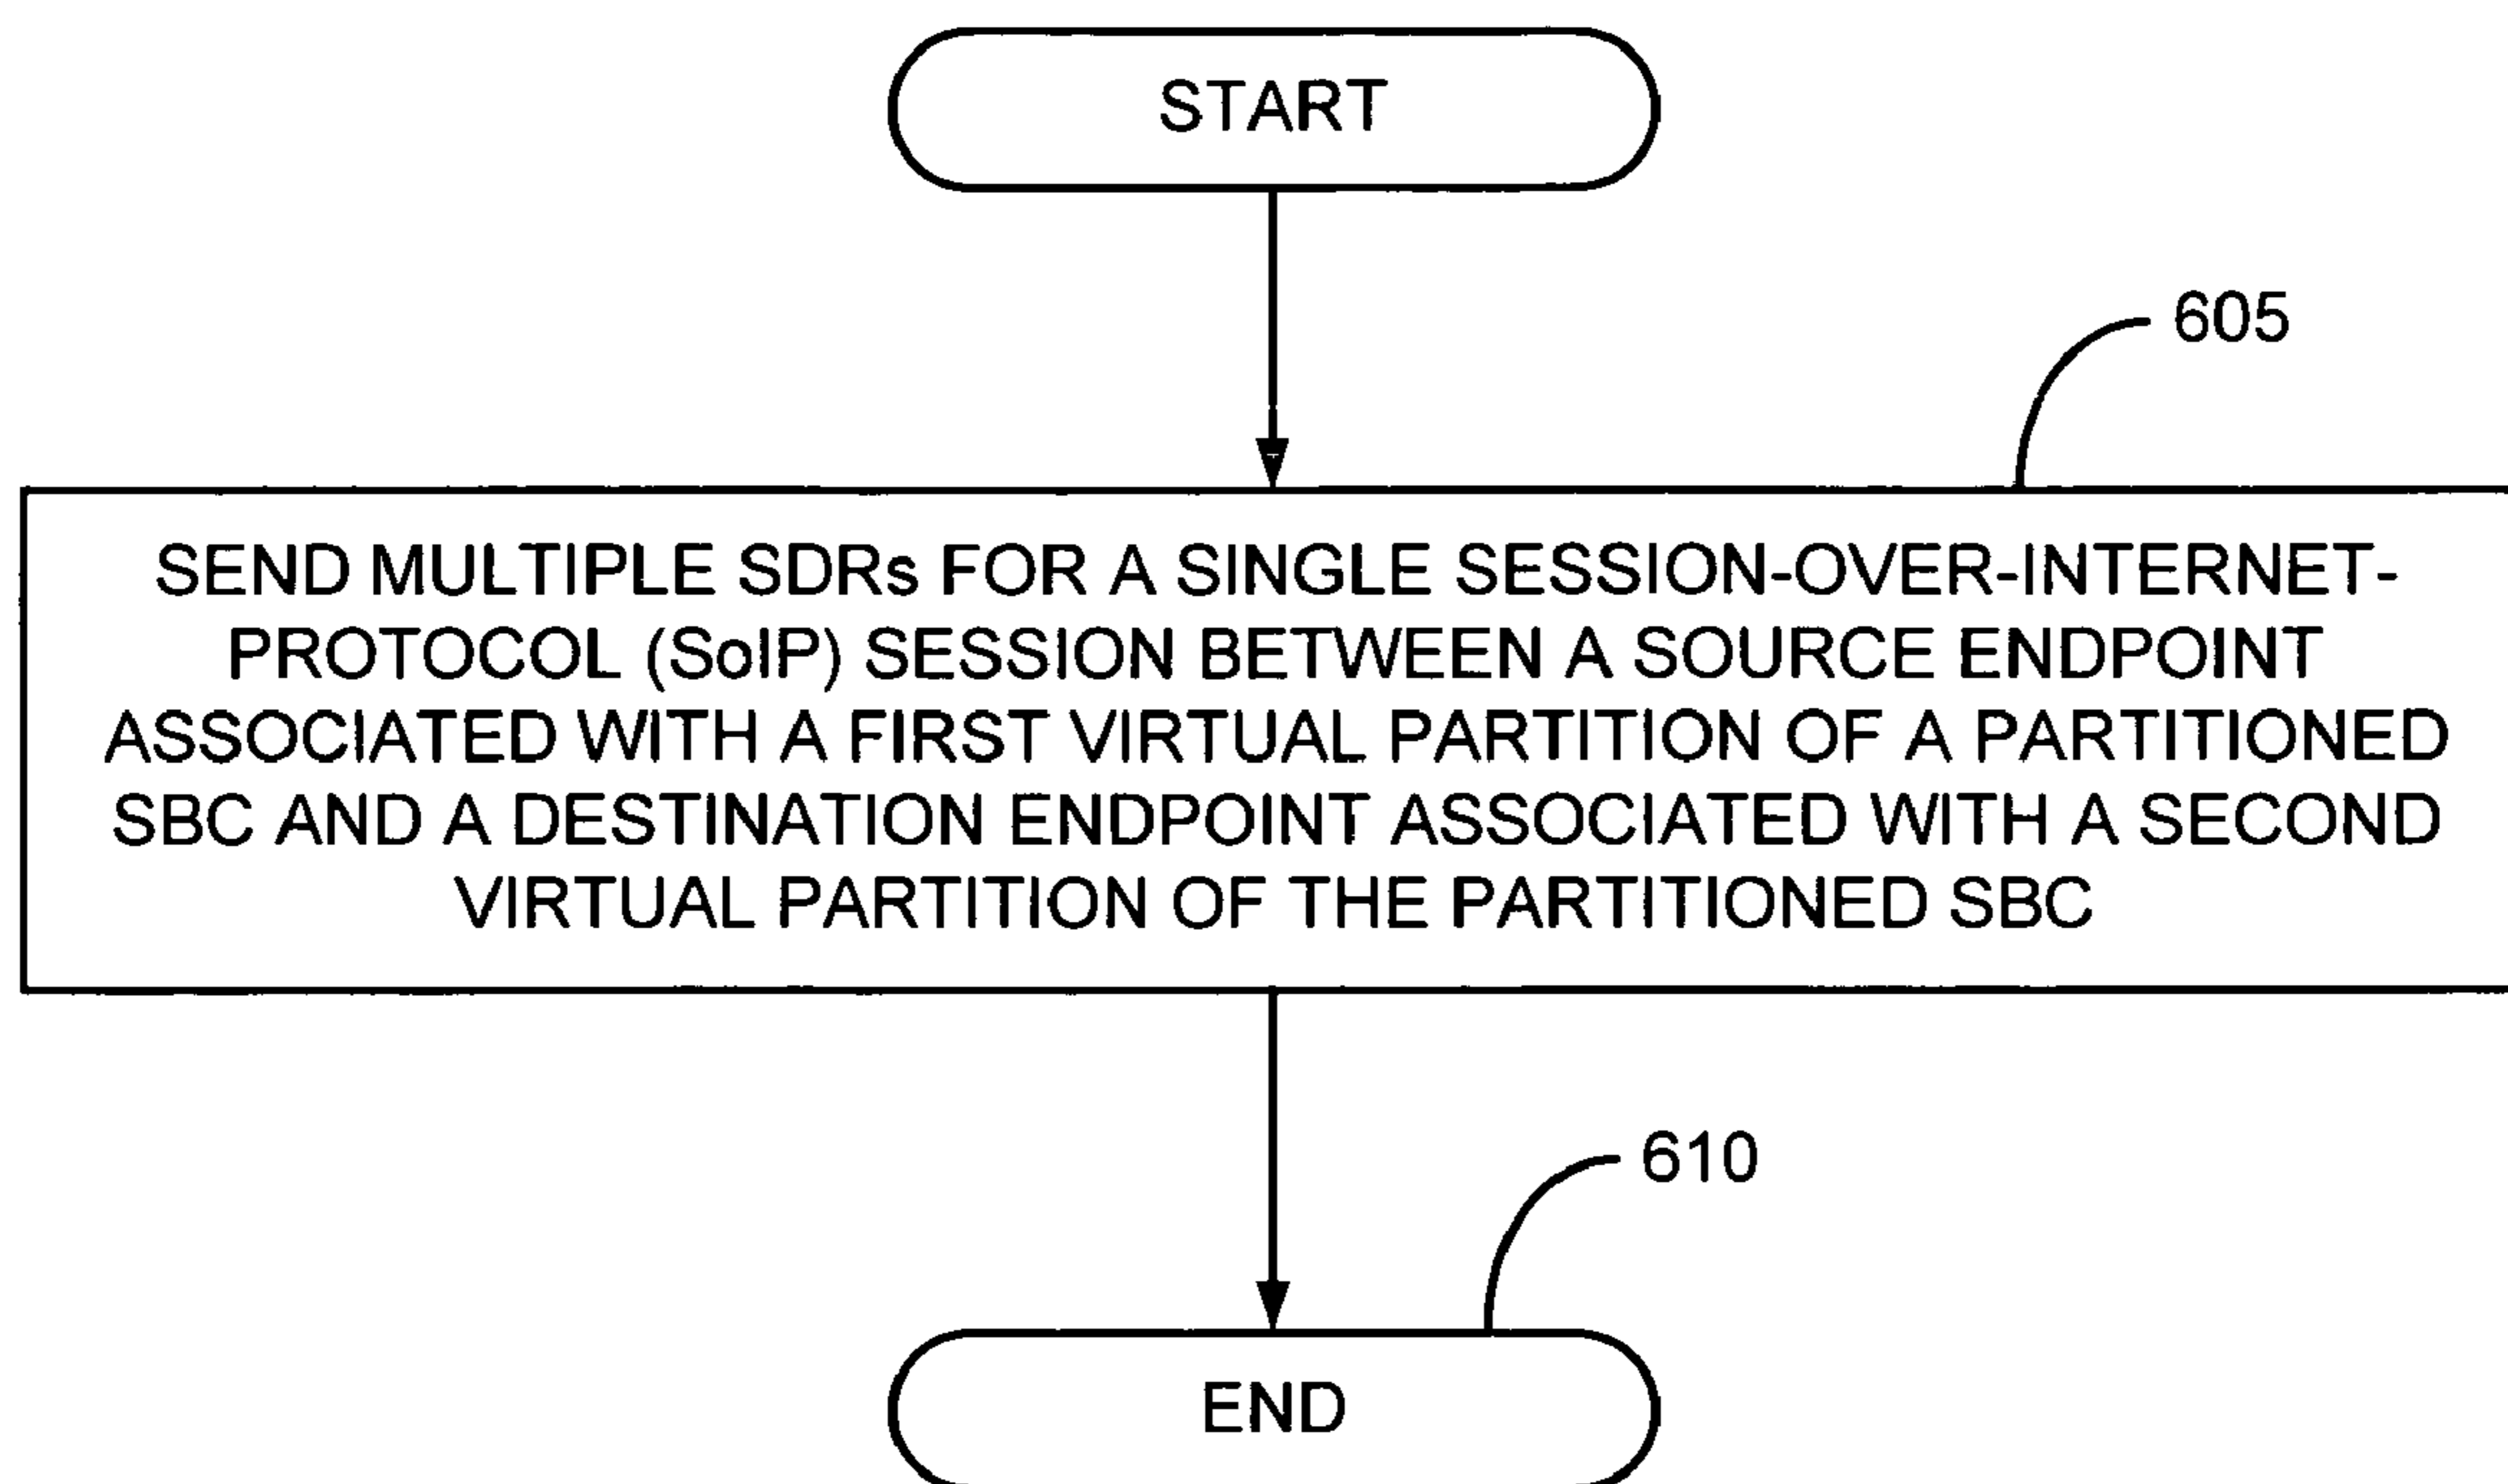 START
605
SEND MULTIPLE SDRs FOR A SINGLE SESSION-OVER-INTERNET-
PROTOCOL (SoIP) SESSION BETWEEN A SOURCE ENDPOINT
ASSOCIATED WITH A FIRST VIRTUAL PARTITION OF A PARTITIONED
SBC AND A DESTINATION ENDPOINT ASSOCIATED WITH A SECOND
VIRTUAL PARTITION OF THE PARTITIONED SBC
610
END